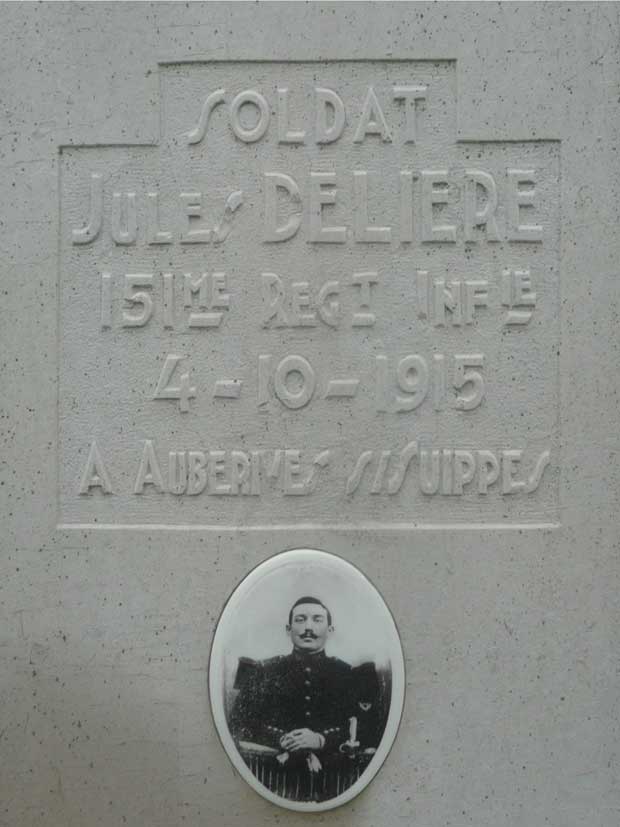 SOLDAT
JULES DELIERE
151ME REGT INFIE
4-10-1915
A AUBERIVES S/SUIPPES